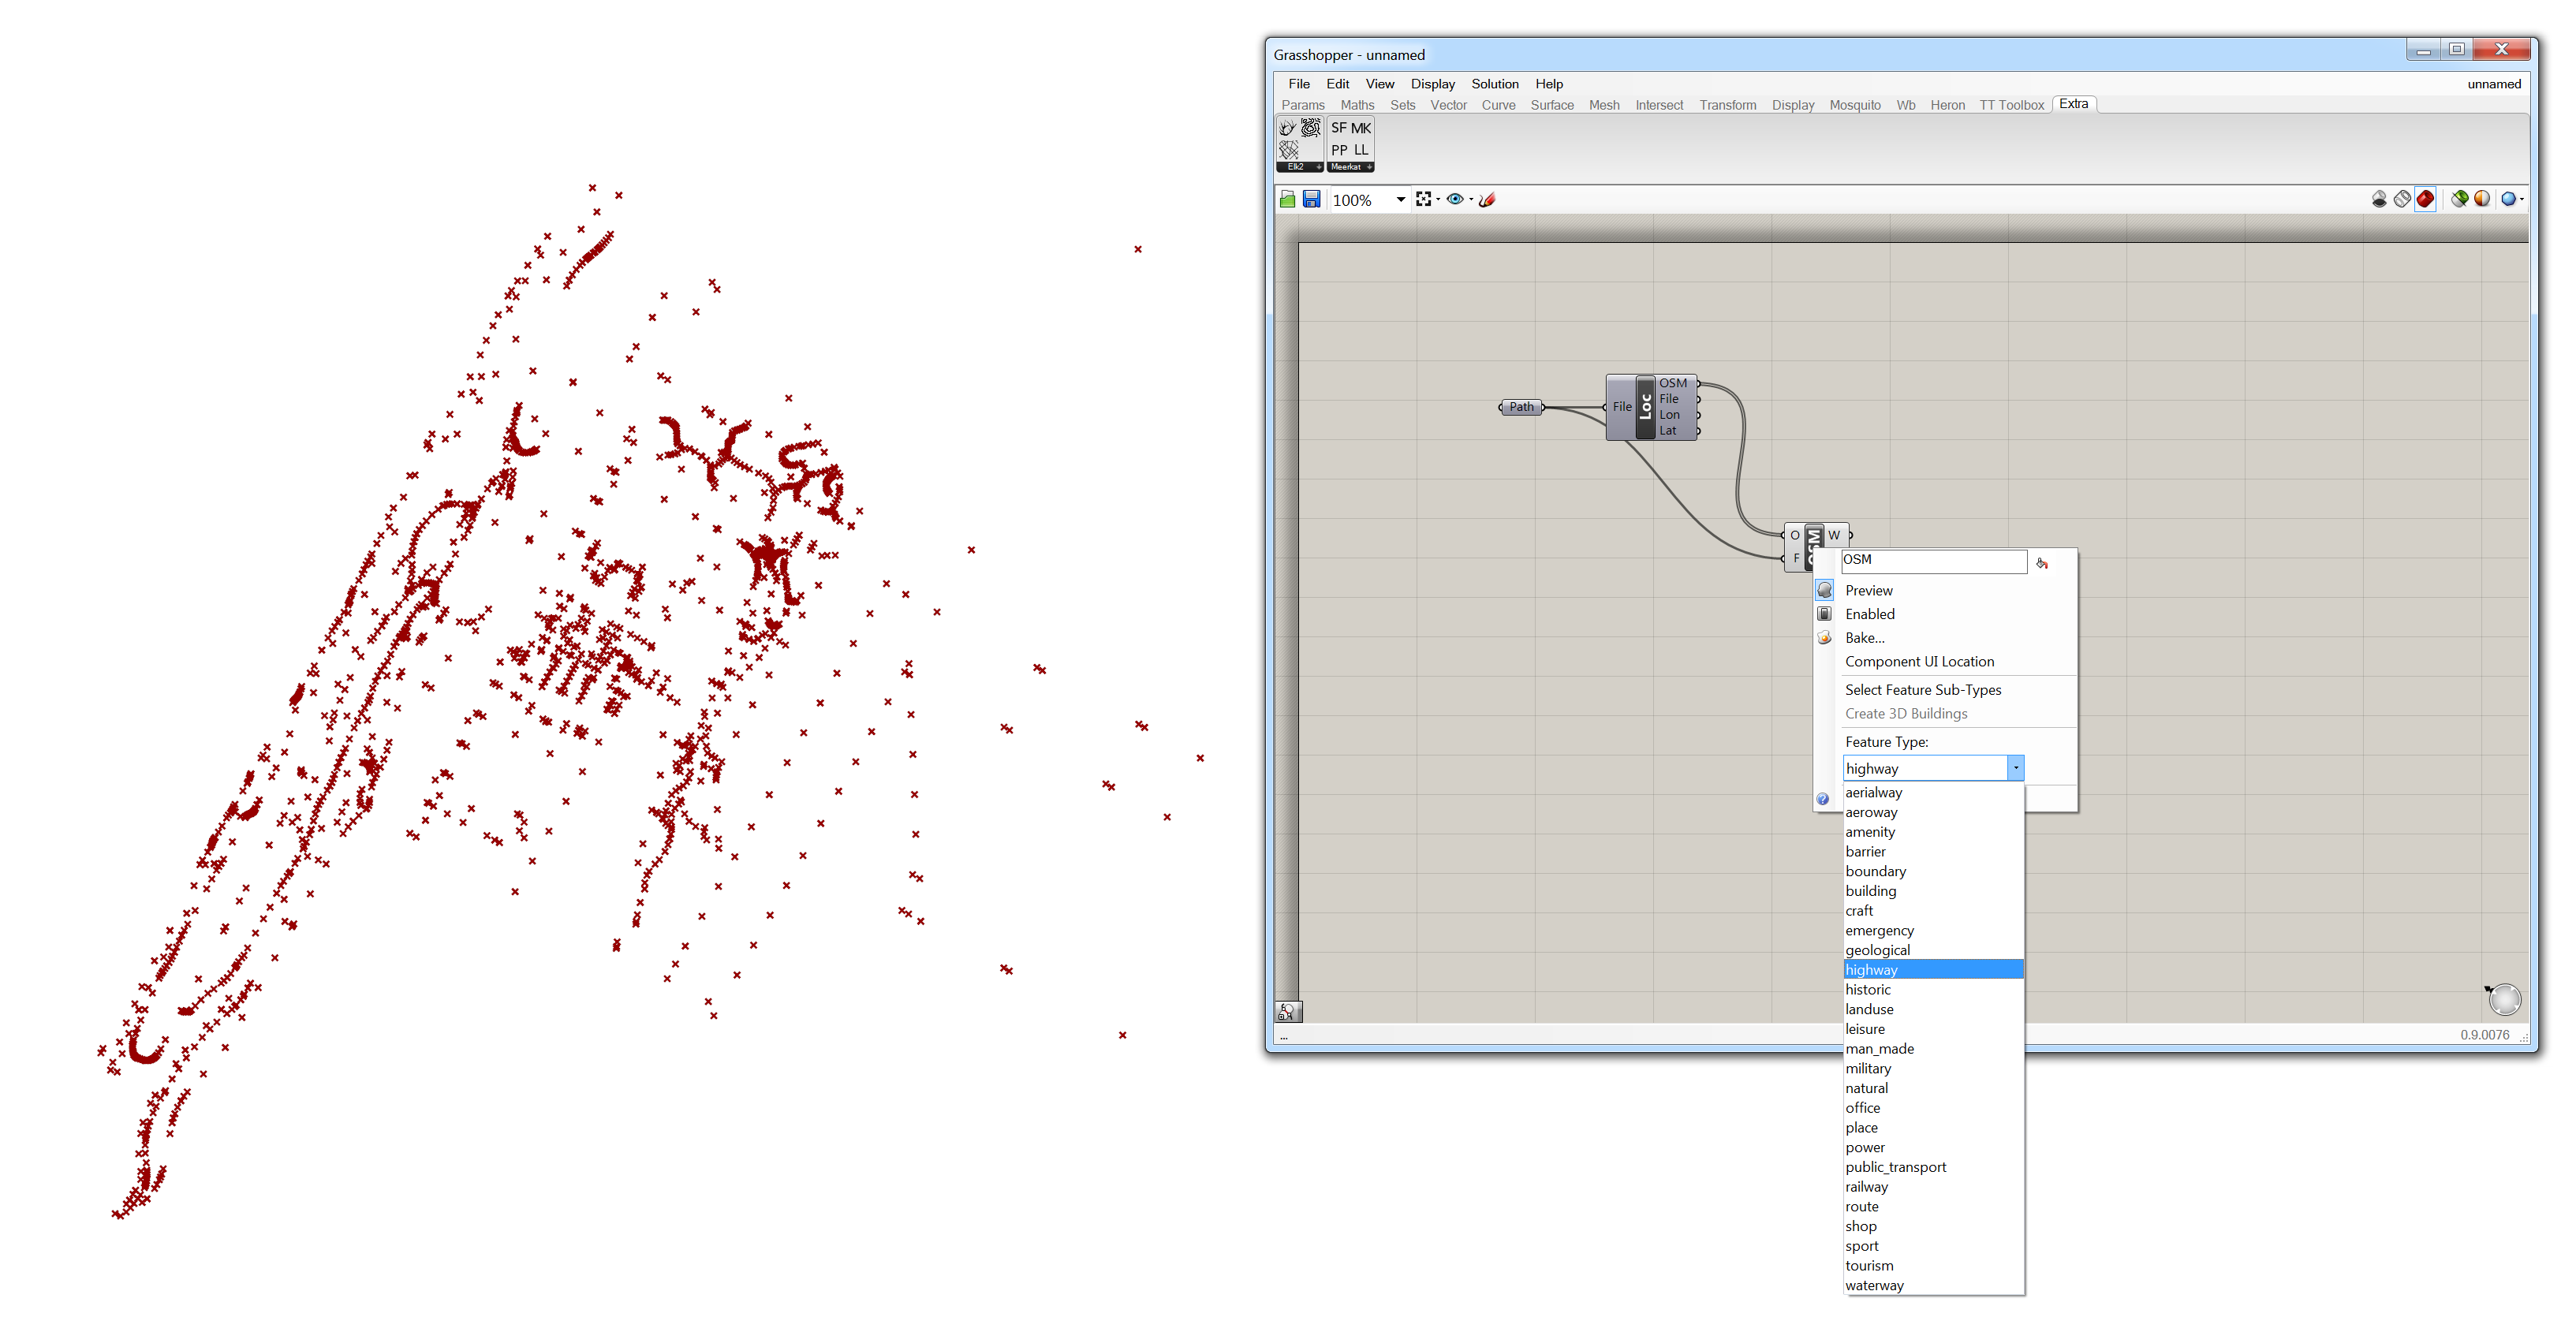 Grasshopper - unnamed
File Edit View Display Solution Help unnamed
Params Maths Sets Vector Curve Surface Mesh Intersect Transform Display Mosquito Wb Heron TT Toolbox Extra
SF MK
PP LL
Elk2 Meerkat
100%
Path
File
Loc
OSM
File
Lon
Lat
O
F
OSM
W
OSM
Preview
Enabled
Bake...
Component UI Location
Select Feature Sub-Types
Create 3D Buildings
Feature Type:
highway
aerialway
aeroway
amenity
barrier
boundary
building
craft
emergency
geological
highway
historic
landuse
leisure
man_made
military
natural
office
place
power
public_transport
railway
route
shop
sport
tourism
waterway
...
0.9.0076